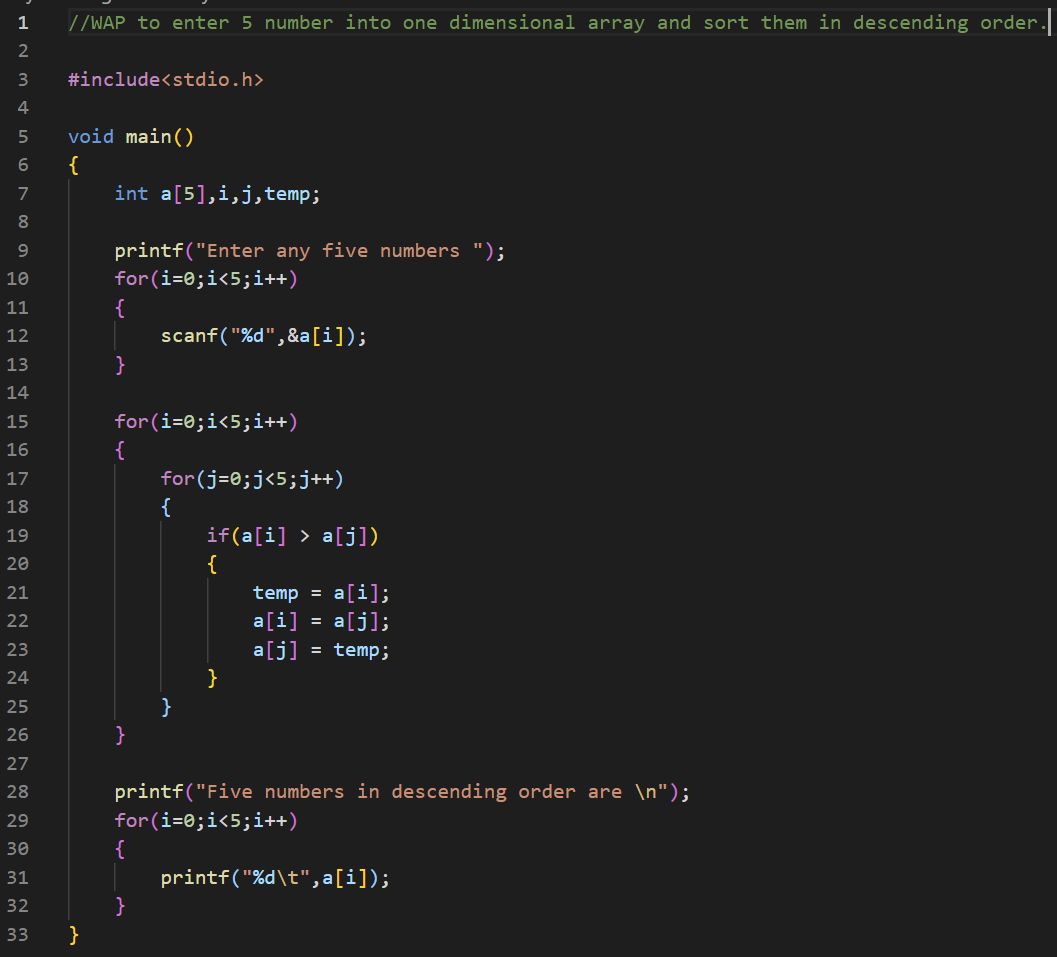 1 //WAP to enter 5 number into one dimensional array and sort them in descending order.
2
3 #include<stdio.h>
4
5 void main()
6 {
7     int a[5],i,j,temp;
8
9     printf("Enter any five numbers ");
10     for(i=0;i<5;i++)
11     {
12         scanf("%d",&a[i]);
13     }
14
15     for(i=0;i<5;i++)
16     {
17         for(j=0;j<5;j++)
18         {
19             if(a[i] > a[j])
20             {
21                 temp = a[i];
22                 a[i] = a[j];
23                 a[j] = temp;
24             }
25         }
26     }
27
28     printf("Five numbers in descending order are \n");
29     for(i=0;i<5;i++)
30     {
31         printf("%d\t",a[i]);
32     }
33 }